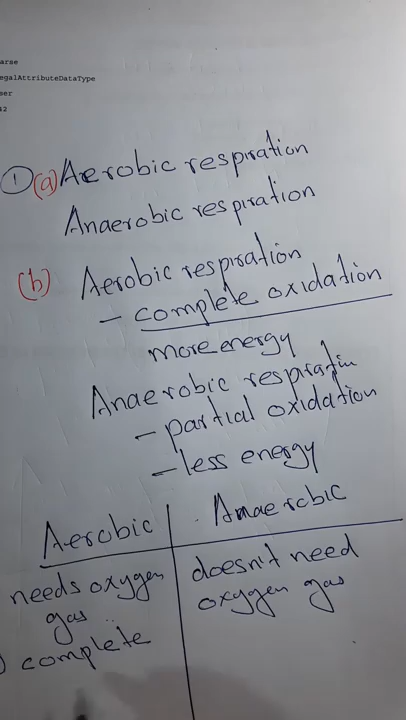 arse
egalAttributeDataType
ser
42
1 (a) Aerobic respiration
Anaerobic respiration
(b) Aerobic respiration
- complete oxidation
more energy
Anaerobic respiratin
- partial oxidation
- less energy
Aerobic Anaerobic
needs oxygen doesn't need
gas oxygen gas
complete